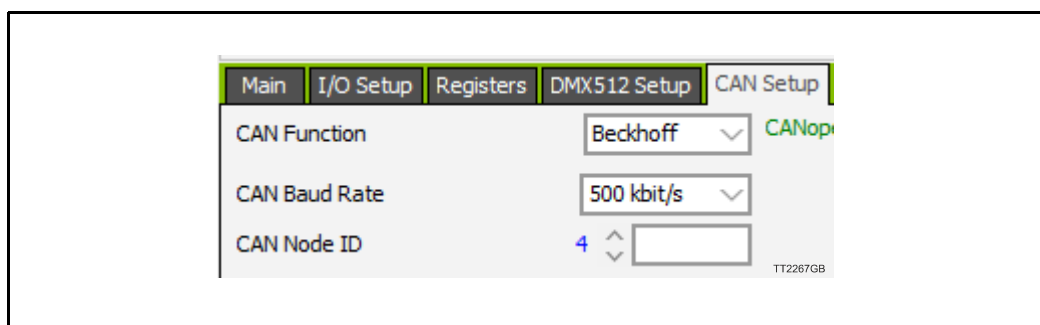 Main I/O Setup Registers DMX512 Setup CAN Setup
CAN Function Beckhoff CANope
CAN Baud Rate 500 kbit/s
CAN Node ID 4
TT2267GB